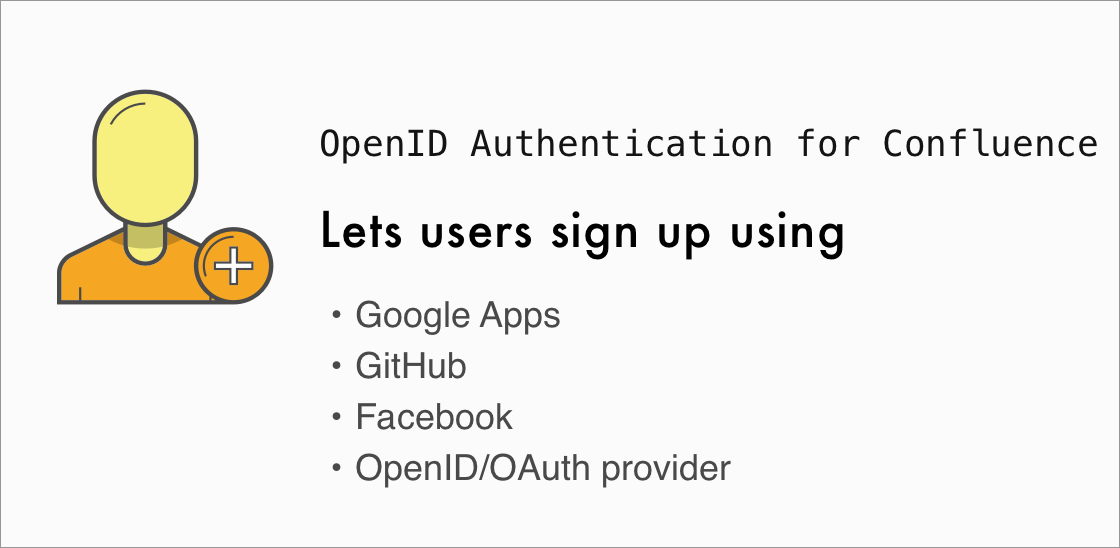 OpenID Authentication for Confluence
Lets users sign up using
• Google Apps
• GitHub
• Facebook
• OpenID/OAuth provider